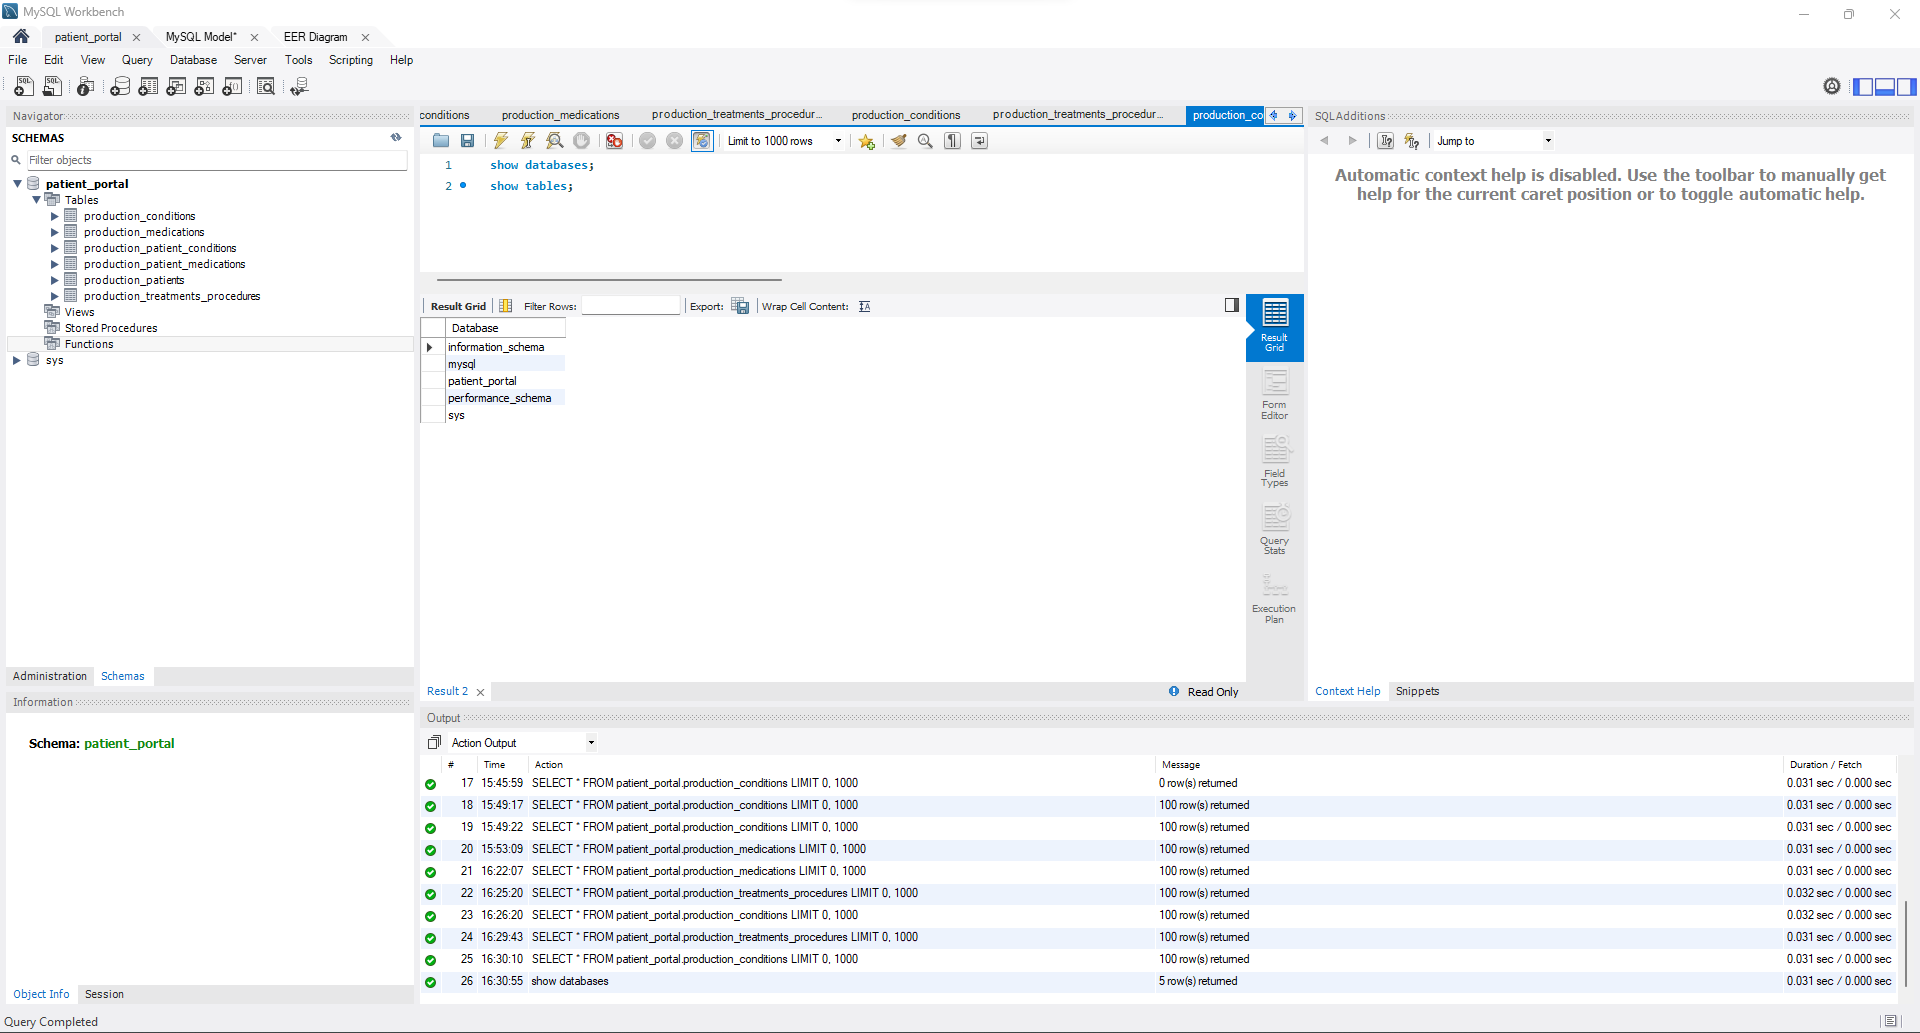 MySQL Workbench
patient_portal
MySQL Model*
EER Diagram
File Edit View Query Database Server Tools Scripting Help
Navigator
SCHEMAS
Filter objects
patient_portal
Tables
production_conditions
production_medications
production_patient_conditions
production_patient_medications
production_patients
production_treatments_procedures
Views
Stored Procedures
Functions
sys
Administration Schemas
Information
Schema: patient_portal
Object Info Session
Query Completed
conditions production_medications production_treatments_procedur... production_conditions production_treatments_procedur... production_co
Limit to 1000 rows
1 show databases;
2 show tables;
Result Grid Filter Rows: Export: Wrap Cell Content:
Database
information_schema
mysql
patient_portal
performance_schema
sys
Result
Grid
Form
Editor
Field
Types
Query
Stats
Execution
Plan
Result 2 Read Only
SQLAdditions
Jump to
Automatic context help is disabled. Use the toolbar to manually get
help for the current caret position or to toggle automatic help.
Context Help Snippets
Output
Action Output
# Time Action Message Duration / Fetch
17 15:45:59 SELECT * FROM patient_portal.production_conditions LIMIT 0, 1000 0 row(s) returned 0.031 sec / 0.000 sec
18 15:49:17 SELECT * FROM patient_portal.production_conditions LIMIT 0, 1000 100 row(s) returned 0.031 sec / 0.000 sec
19 15:49:22 SELECT * FROM patient_portal.production_conditions LIMIT 0, 1000 100 row(s) returned 0.031 sec / 0.000 sec
20 15:53:09 SELECT * FROM patient_portal.production_medications LIMIT 0, 1000 100 row(s) returned 0.031 sec / 0.000 sec
21 16:22:07 SELECT * FROM patient_portal.production_medications LIMIT 0, 1000 100 row(s) returned 0.031 sec / 0.000 sec
22 16:25:20 SELECT * FROM patient_portal.production_treatments_procedures LIMIT 0, 1000 100 row(s) returned 0.032 sec / 0.000 sec
23 16:26:20 SELECT * FROM patient_portal.production_conditions LIMIT 0, 1000 100 row(s) returned 0.032 sec / 0.000 sec
24 16:29:43 SELECT * FROM patient_portal.production_treatments_procedures LIMIT 0, 1000 100 row(s) returned 0.031 sec / 0.000 sec
25 16:30:10 SELECT * FROM patient_portal.production_conditions LIMIT 0, 1000 100 row(s) returned 0.031 sec / 0.000 sec
26 16:30:55 show databases 5 row(s) returned 0.031 sec / 0.000 sec